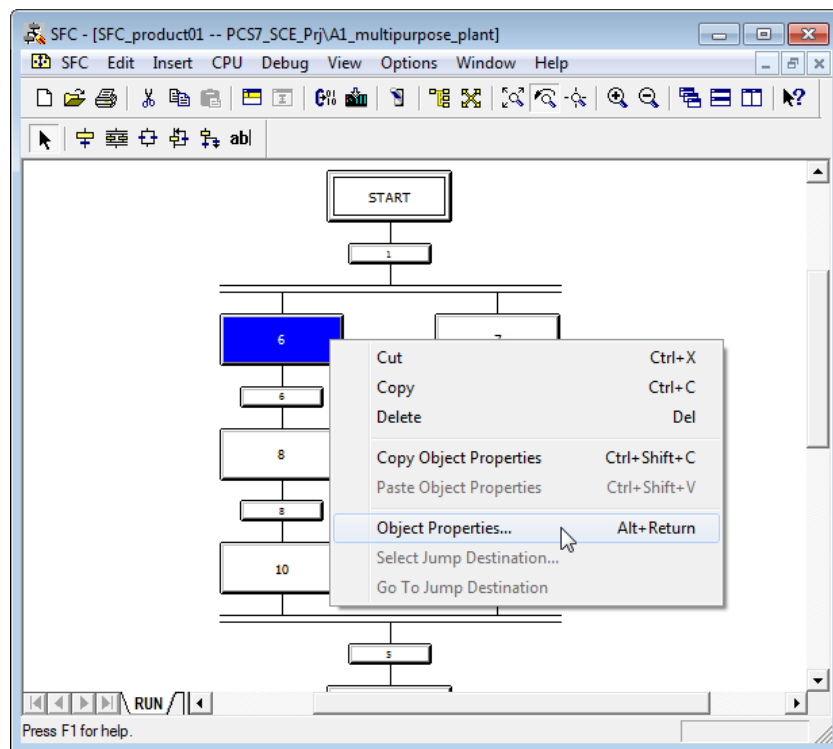 SFC - [SFC_product01 -- PCS7_SCE_Prj\A1_multipurpose_plant]
SFC Edit Insert CPU Debug View Options Window Help
abl
START
1
6
7
6
8
8
10
5
Cut Ctrl+X
Copy Ctrl+C
Delete Del
Copy Object Properties Ctrl+Shift+C
Paste Object Properties Ctrl+Shift+V
Object Properties... Alt+Return
Select Jump Destination...
Go To Jump Destination
RUN
Press F1 for help.